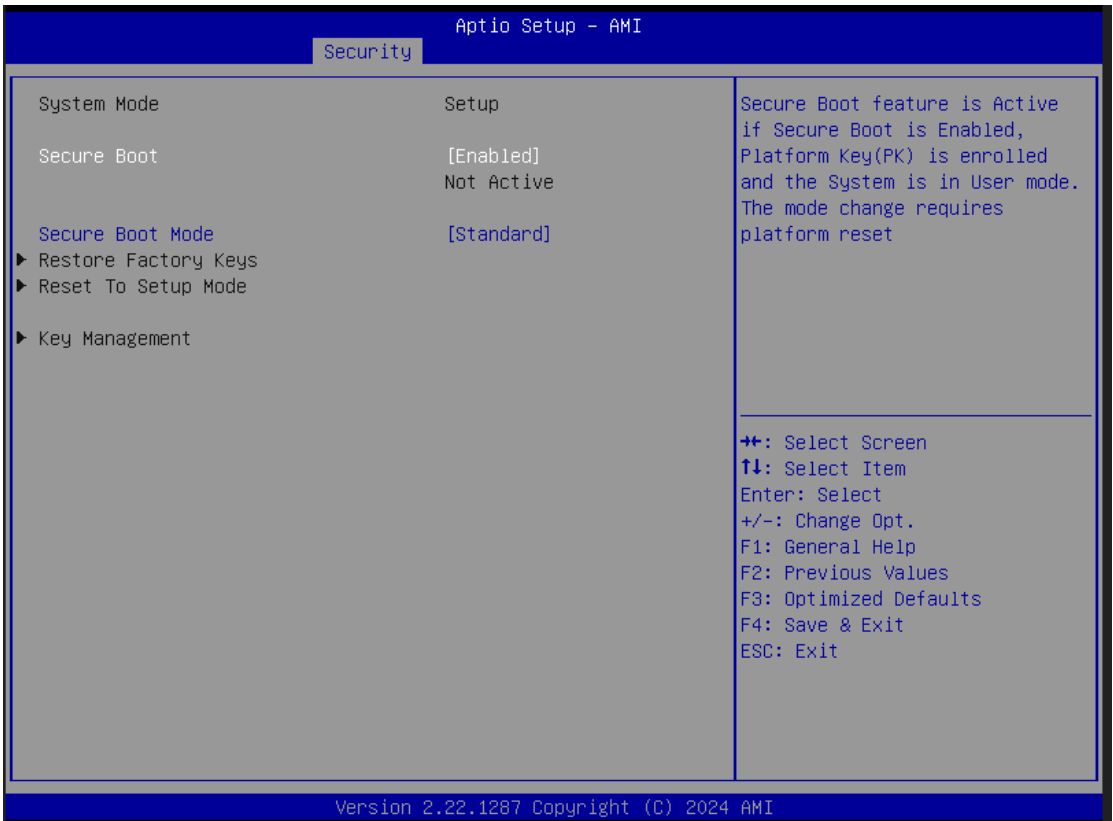 Aptio Setup – AMI
Security
System Mode Setup
Secure Boot [Enabled]
Not Active
Secure Boot Mode [Standard]
▶ Restore Factory Keys
▶ Reset To Setup Mode
▶ Key Management
Secure Boot feature is Active
if Secure Boot is Enabled,
Platform Key(PK) is enrolled
and the System is in User mode.
The mode change requires
platform reset
→←: Select Screen
↑↓: Select Item
Enter: Select
+/-: Change Opt.
F1: General Help
F2: Previous Values
F3: Optimized Defaults
F4: Save & Exit
ESC: Exit
Version 2.22.1287 Copyright (C) 2024 AMI